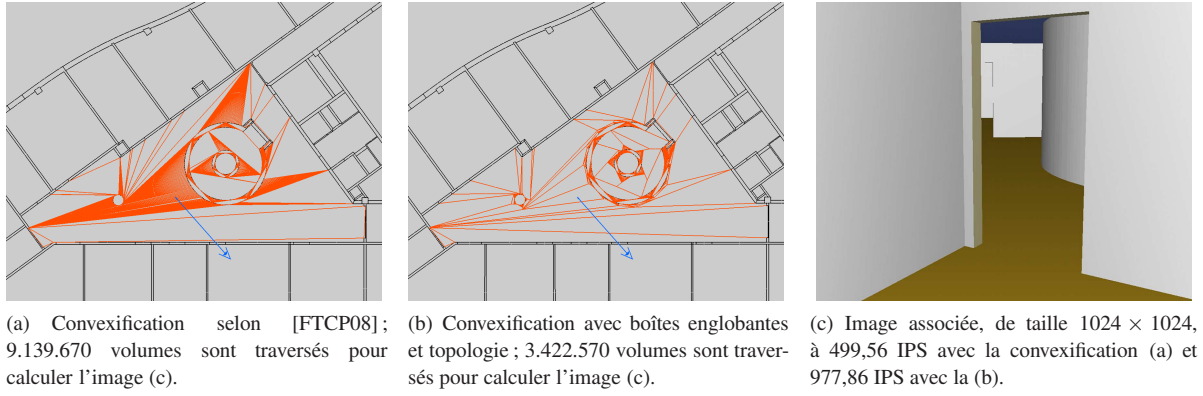 (a) Convexification selon [FTCP08] ;
9.139.670 volumes sont traversés pour
calculer l'image (c).
(b) Convexification avec boîtes englobantes
et topologie ; 3.422.570 volumes sont traver-
sés pour calculer l'image (c).
(c) Image associée, de taille 1024 × 1024,
à 499,56 IPS avec la convexification (a) et
977,86 IPS avec la (b).